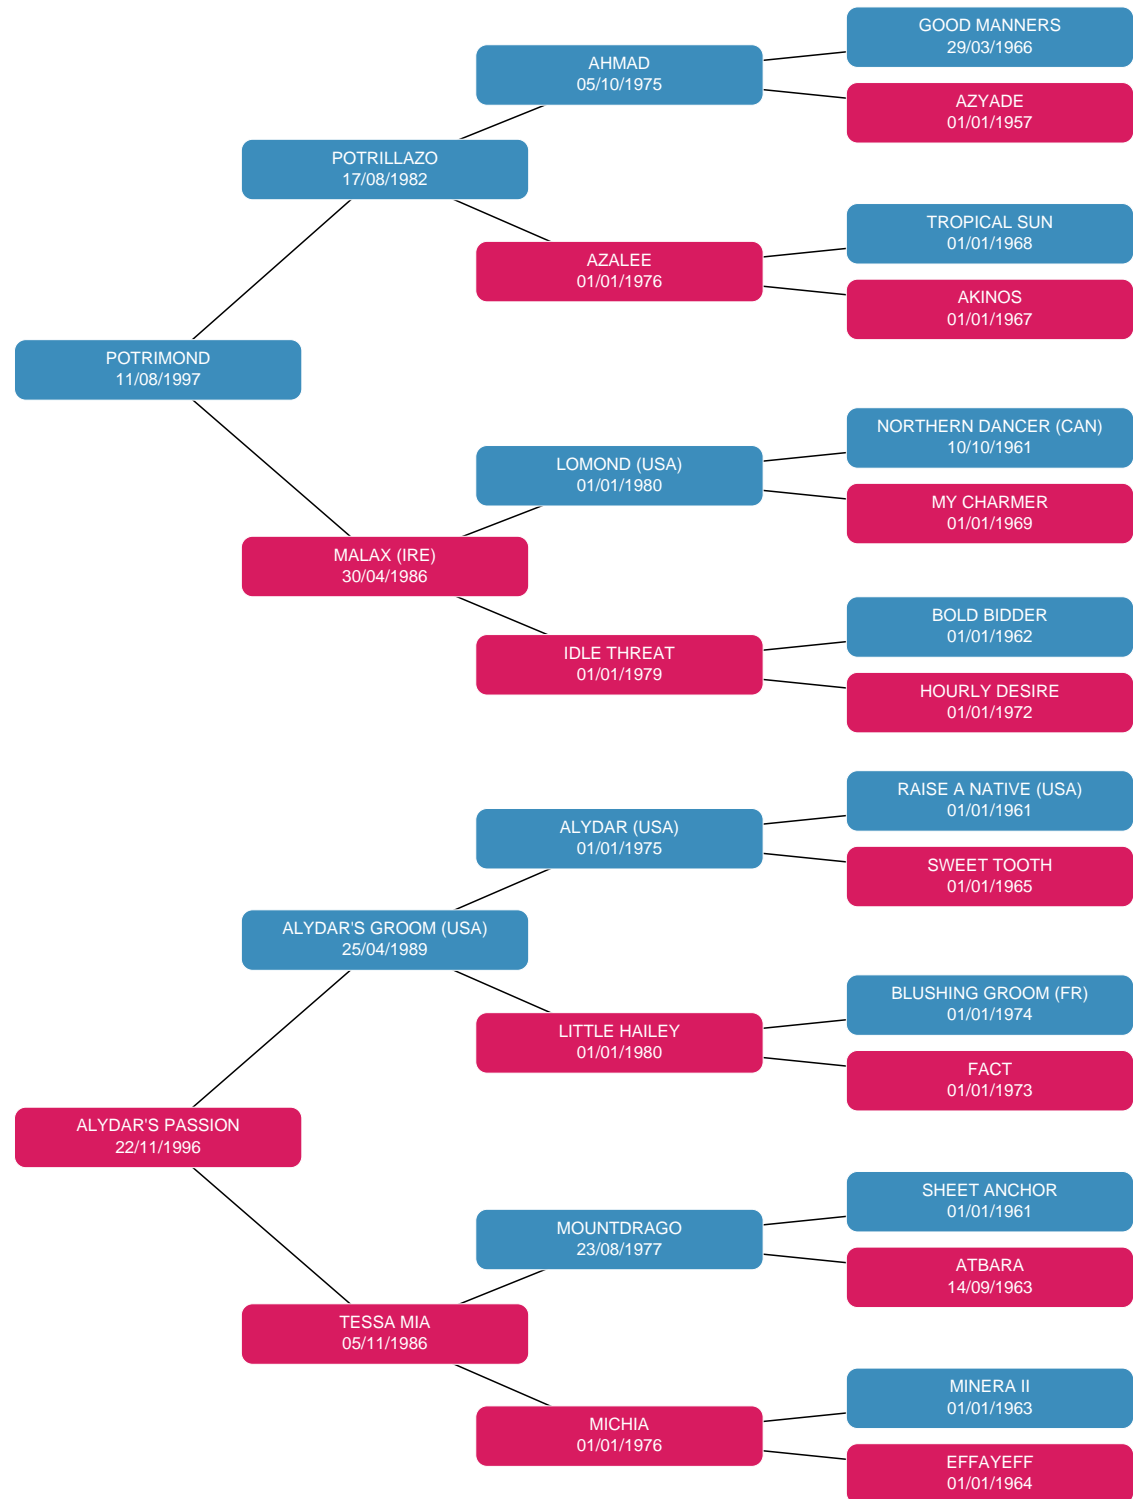 GOOD MANNERS
29/03/1966
AHMAD
05/10/1975
AZYADE
01/01/1957
POTRILLAZO
17/08/1982
TROPICAL SUN
01/01/1968
AZALEE
01/01/1976
AKINOS
01/01/1967
POTRIMOND
11/08/1997
NORTHERN DANCER (CAN)
10/10/1961
LOMOND (USA)
01/01/1980
MY CHARMER
01/01/1969
MALAX (IRE)
30/04/1986
BOLD BIDDER
01/01/1962
IDLE THREAT
01/01/1979
HOURLY DESIRE
01/01/1972
RAISE A NATIVE (USA)
01/01/1961
ALYDAR (USA)
01/01/1975
SWEET TOOTH
01/01/1965
ALYDAR'S GROOM (USA)
25/04/1989
BLUSHING GROOM (FR)
01/01/1974
LITTLE HAILEY
01/01/1980
FACT
01/01/1973
ALYDAR'S PASSION
22/11/1996
SHEET ANCHOR
01/01/1961
MOUNTDRAGO
23/08/1977
ATBARA
14/09/1963
TESSA MIA
05/11/1986
MINERA II
01/01/1963
MICHIA
01/01/1976
EFFAYEFF
01/01/1964